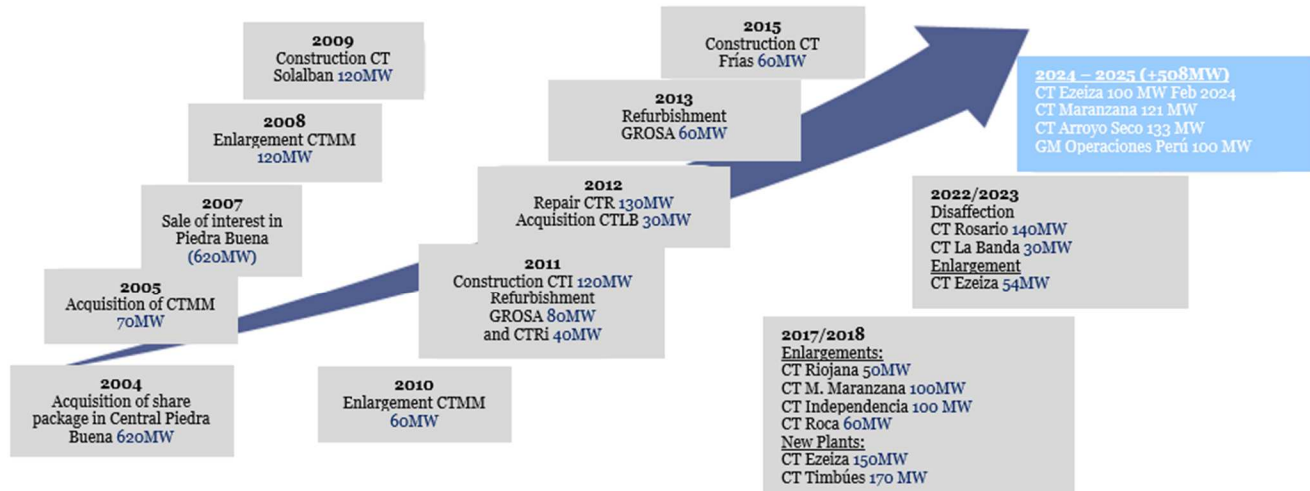 2004
Acquisition of share
package in Central Piedra
Buena 620MW
2005
Acquisition of CTMM
70MW
2007
Sale of interest in
Piedra Buena
(620MW)
2008
Enlargement CTMM
120MW
2009
Construction CT
Solalban 120MW
2010
Enlargement CTMM
60MW
2011
Construction CTI 120MW
Refurbishment
GROSA 80MW
and CTRi 40MW
2012
Repair CTR 130MW
Acquisition CTLB 30MW
2013
Refurbishment
GROSA 60MW
2015
Construction CT
Frías 60MW
2017/2018
Enlargements:
CT Riojana 50MW
CT M. Maranzana 100MW
CT Independencia 100 MW
CT Roca 60MW
New Plants:
CT Ezeiza 150MW
CT Timbúes 170 MW
2022/2023
Disaffection
CT Rosario 140MW
CT La Banda 30MW
Enlargement
CT Ezeiza 54MW
2024 – 2025 (+508MW)
CT Ezeiza 100 MW Feb 2024
CT Maranzana 121 MW
CT Arroyo Seco 133 MW
GM Operaciones Perú 100 MW